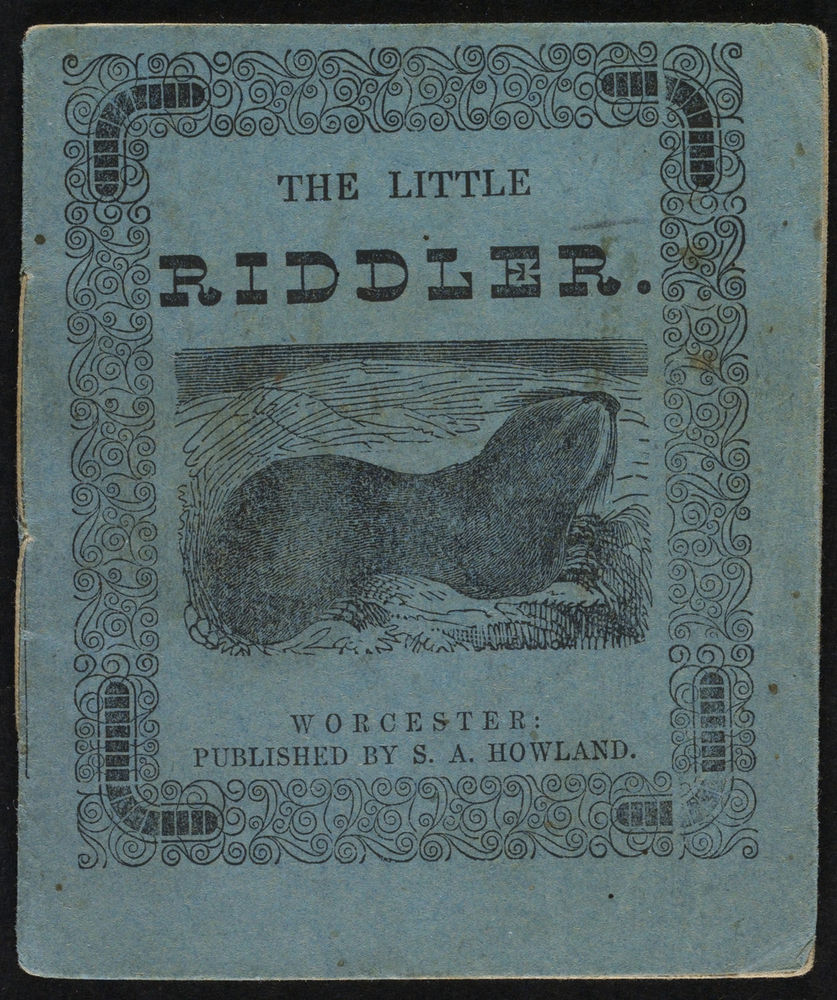 THE LITTLE
RIDDLER.
WORCESTER:
PUBLISHED BY S. A. HOWLAND.